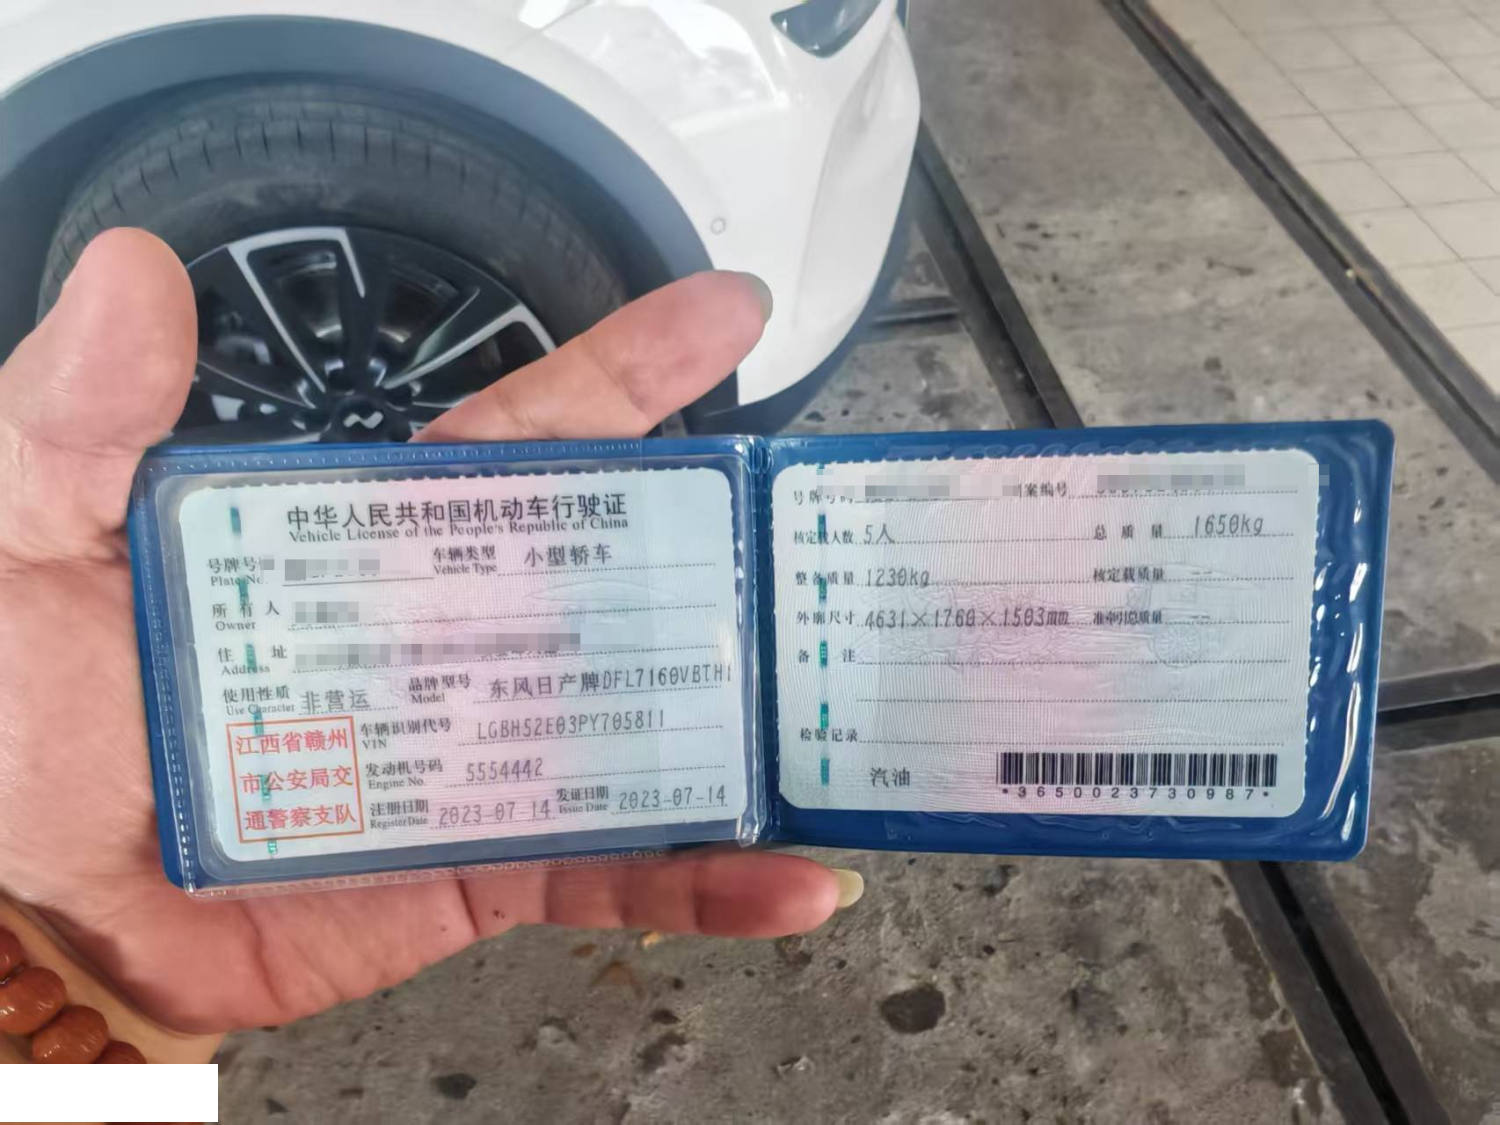 中华人民共和国机动车行驶证
Vehicle License of the People's Republic of China
号牌号
Plate No.
车辆类型 小型轿车
Vehicle Type
所有人
Owner
住址
Address
使用性质 非营运
Use Character
品牌型号 东风日产牌DFL7160VBTH1
Model
江西省赣州
市公安局交
通警察支队
车辆识别代号 LGBH52E03PY705811
VIN
发动机号码 5554442
Engine No.
注册日期 2023-07-14
Register Date
发证日期 2023-07-14
Issue Date
号牌号码
档案编号
核定载人数 5人
总质量 1650kg
整备质量 1230kg
核定载质量 --
外廓尺寸 4631×1760×1503mm
准牵引总质量 --
备注
检验记录
汽油
*3650023730987*